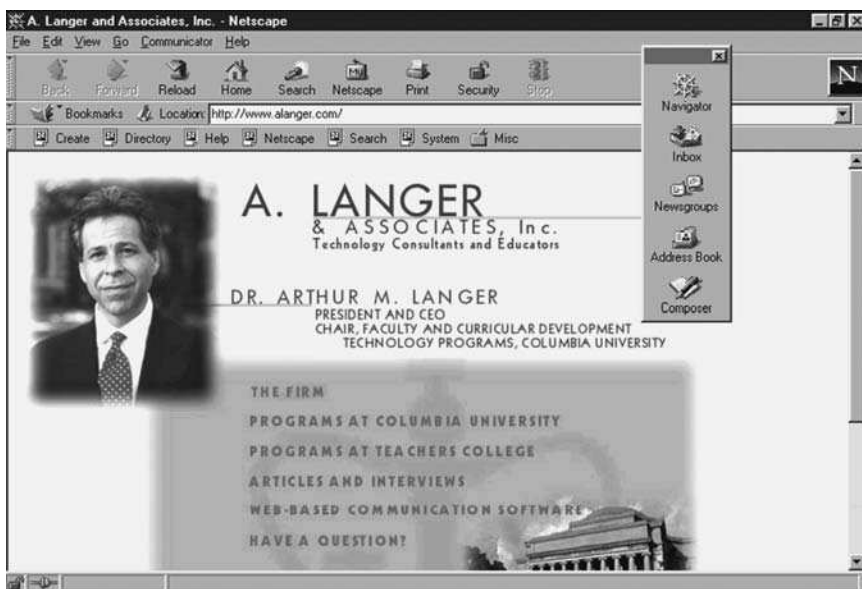 A. Langer and Associates, Inc. - Netscape
File Edit View Go Communicator Help
Back Forward Reload Home Search Netscape Print Security Stop
Bookmarks Location: http://www.alanger.com/
Create Directory Help Netscape Search System Misc
Navigator
Inbox
Newsgroups
Address Book
Composer
A. LANGER
& ASSOCIATES, Inc.
Technology Consultants and Educators
DR. ARTHUR M. LANGER
PRESIDENT AND CEO
CHAIR, FACULTY AND CURRICULAR DEVELOPMENT
TECHNOLOGY PROGRAMS, COLUMBIA UNIVERSITY
THE FIRM
PROGRAMS AT COLUMBIA UNIVERSITY
PROGRAMS AT TEACHERS COLLEGE
ARTICLES AND INTERVIEWS
WEB-BASED COMMUNICATION SOFTWARE
HAVE A QUESTION?
N